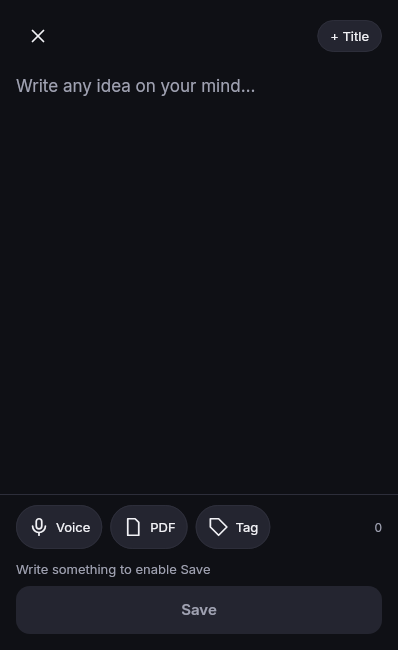 + Title
Write any idea on your mind...
Voice
PDF
Tag
0
Write something to enable Save
Save